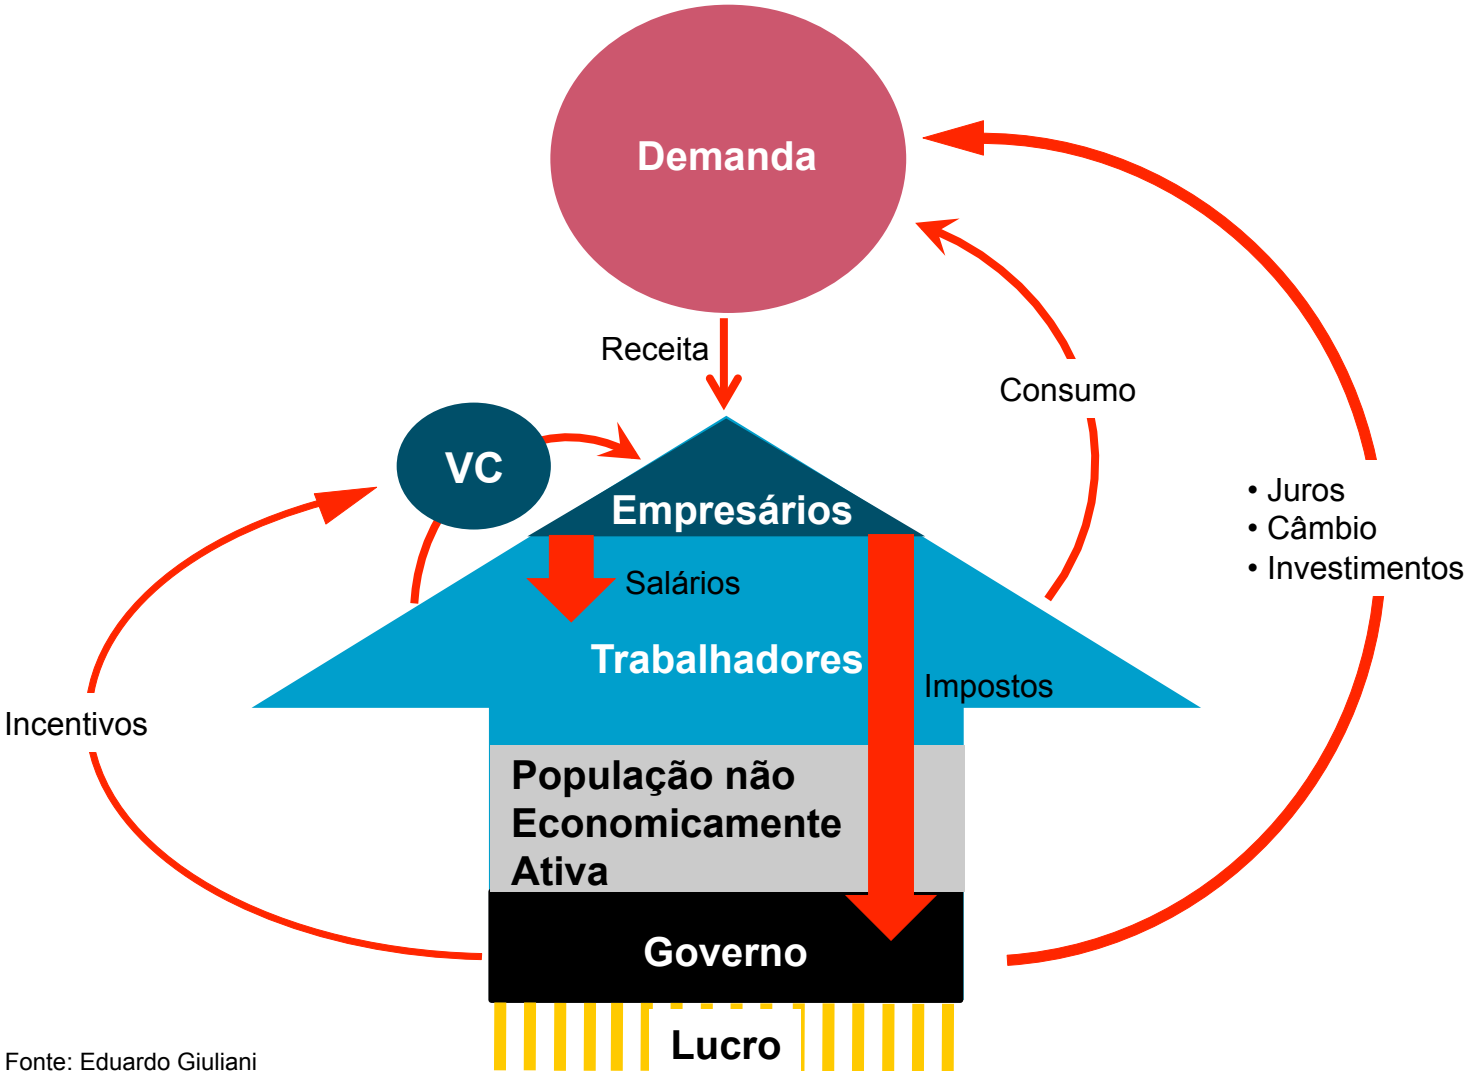 Demanda
Receita
Consumo
VC
Empresários
• Juros
• Câmbio
• Investimentos
Salários
Trabalhadores
Impostos
Incentivos
População não
Economicamente
Ativa
Governo
Lucro
Fonte: Eduardo Giuliani